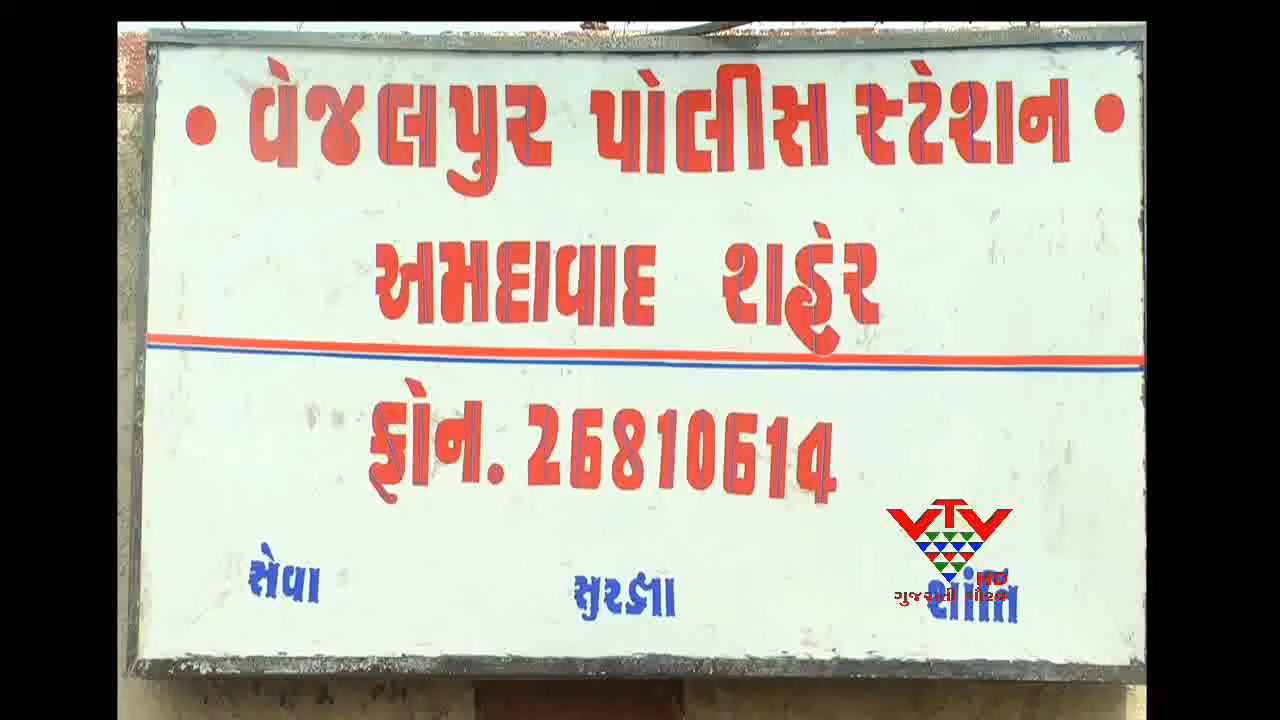 • વેજલપુર પોલીસ સ્ટેશન •
અમદાવાદ શહેર
ફોન. 26810614
સેવા સુરક્ષા શાંતિ
VTV
HD
ગુજરાતી ગૌરવ